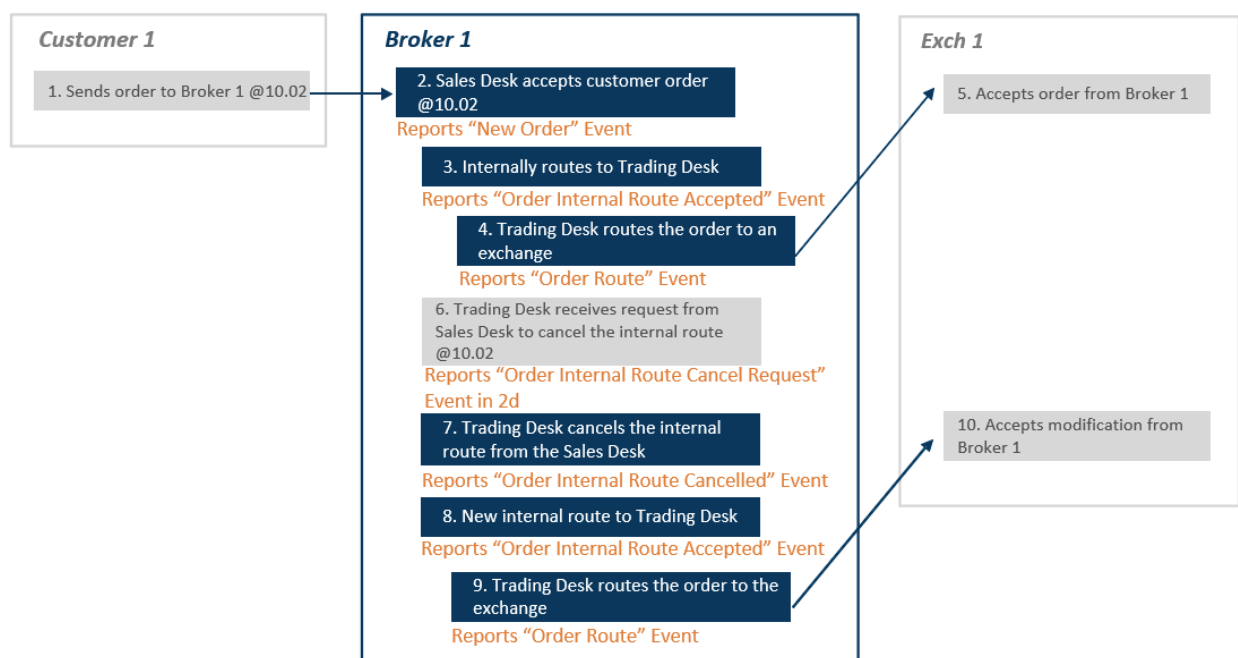 Customer 1
1. Sends order to Broker 1 @10.02
Broker 1
2. Sales Desk accepts customer order
@10.02
Reports “New Order” Event
3. Internally routes to Trading Desk
Reports “Order Internal Route Accepted” Event
4. Trading Desk routes the order to an
exchange
Reports “Order Route” Event
6. Trading Desk receives request from
Sales Desk to cancel the internal route
@10.02
Reports “Order Internal Route Cancel Request”
Event in 2d
7. Trading Desk cancels the internal
route from the Sales Desk
Reports “Order Internal Route Cancelled” Event
8. New internal route to Trading Desk
Reports “Order Internal Route Accepted” Event
9. Trading Desk routes the order to the
exchange
Reports “Order Route” Event
Exch 1
5. Accepts order from Broker 1
10. Accepts modification from
Broker 1